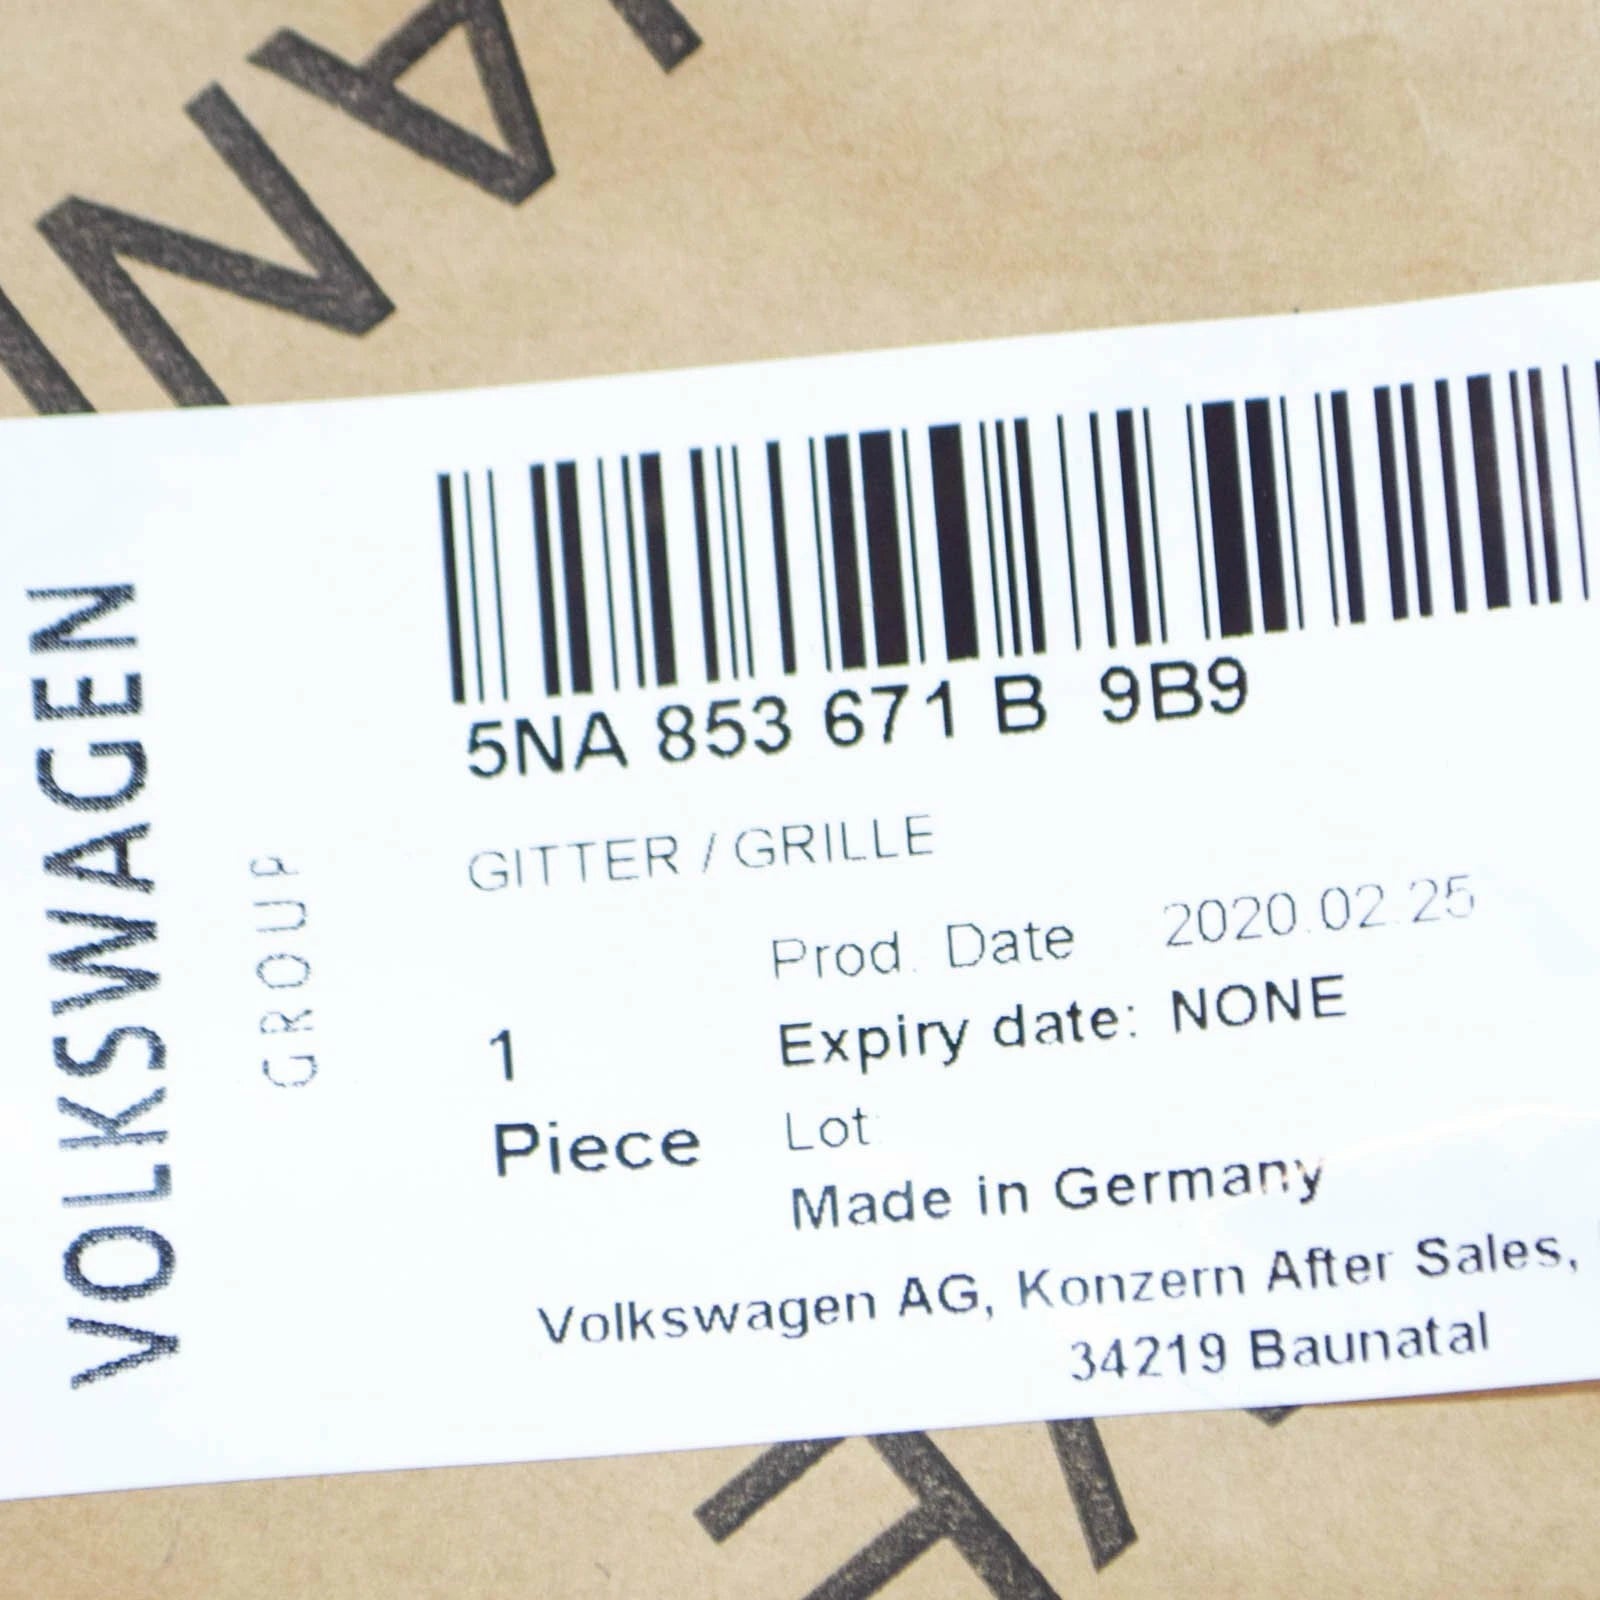 VOLKSWAGEN
GROUP
5NA 853 671 B 9B9
GITTER / GRILLE
Prod. Date 2020.02.25
Expiry date: NONE
1
Piece
Lot:
Made in Germany
Volkswagen AG, Konzern After Sales,
34219 Baunatal